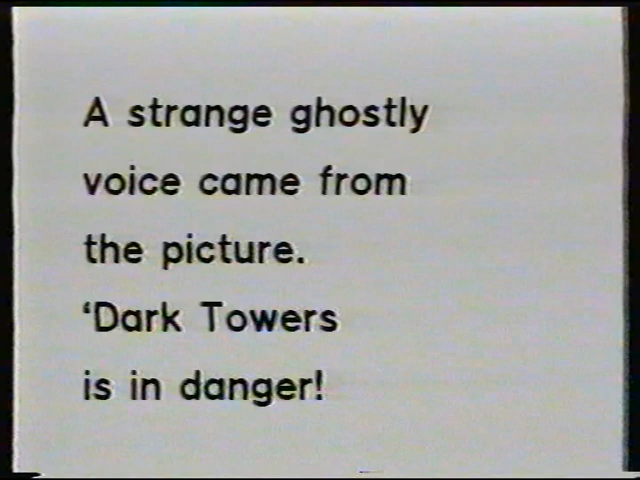 A strange ghostly
voice came from
the picture.
‘Dark Towers
is in danger!